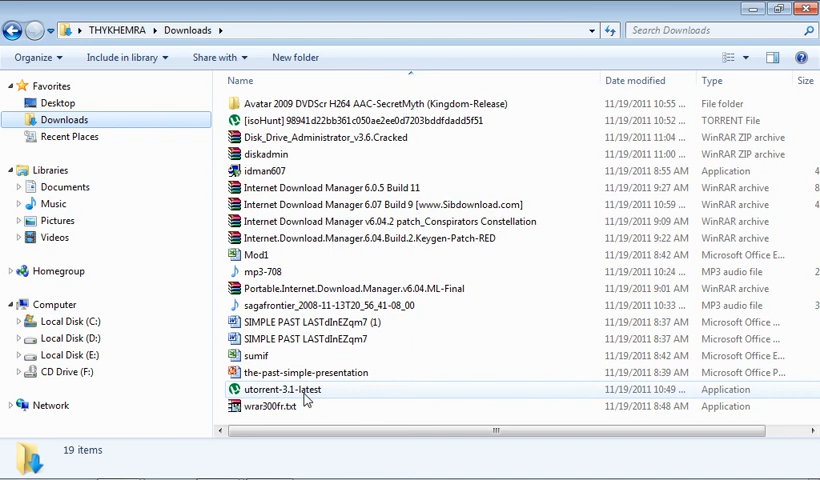 THYKHEMRA Downloads Search Downloads
Organize Include in library Share with New folder
Favorites
Desktop
Downloads
Recent Places
Libraries
Documents
Music
Pictures
Videos
Homegroup
Computer
Local Disk (C:)
Local Disk (D:)
Local Disk (E:)
CD Drive (F:)
Network
Name Date modified Type Size
Avatar 2009 DVDScr H264 AAC-SecretMyth (Kingdom-Release) 11/19/2011 10:55 ... File folder
[isoHunt] 98941d22bb361c050ae2ee0d7203bddfdadd5f51 11/19/2011 10:52 ... TORRENT File
Disk_Drive_Administrator_v3.6.Cracked 11/19/2011 11:04 ... WinRAR ZIP archive
diskadmin 11/19/2011 11:00 ... WinRAR ZIP archive
idman607 11/19/2011 8:55 AM Application 4
Internet Download Manager 6.0.5 Build 11 11/19/2011 9:27 AM WinRAR archive 8
Internet Download Manager 6.07 Build 9 [www.Sibdownload.com] 11/19/2011 10:59 ... WinRAR archive 4
Internet Download Manager v6.04.2 patch_Conspirators Constellation 11/19/2011 9:09 AM WinRAR archive
Internet.Download.Manager.6.04.Build.2.Keygen-Patch-RED 11/19/2011 9:22 AM WinRAR archive
Mod1 11/19/2011 8:42 AM Microsoft Office E...
mp3-708 11/19/2011 10:24 ... MP3 audio file 2
Portable.Internet.Download.Manager.v6.04.ML-Final 11/19/2011 9:01 AM WinRAR archive
sagafrontier_2008-11-13T20_56_41-08_00 11/19/2011 10:33 ... MP3 audio file 3
SIMPLE PAST LASTdInEZqm7 (1) 11/19/2011 8:37 AM Microsoft Office ...
SIMPLE PAST LASTdInEZqm7 11/19/2011 8:37 AM Microsoft Office ...
sumif 11/19/2011 8:36 AM Microsoft Office E...
the-past-simple-presentation 11/19/2011 8:39 AM Microsoft Office P...
utorrent-3.1-latest 11/19/2011 10:49 ... Application
wrar300fr.txt 11/19/2011 8:48 AM Application
19 items